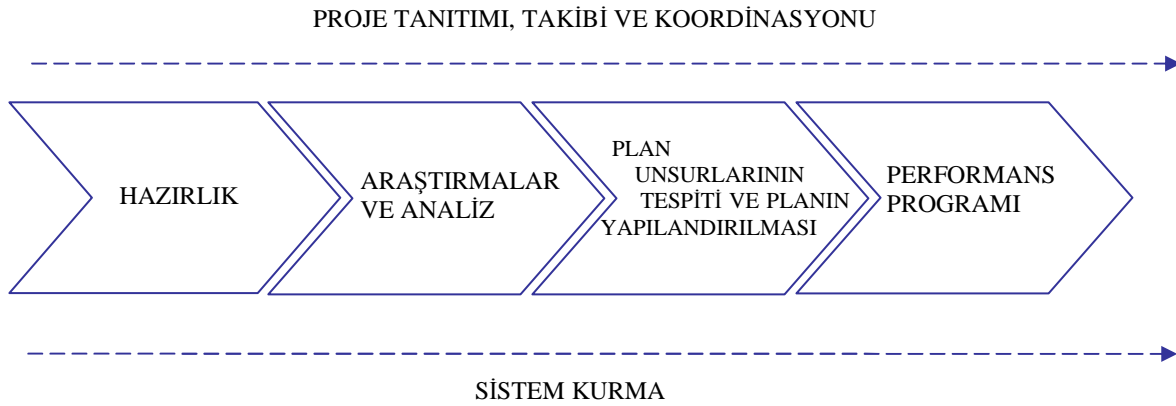 PROJE TANITIMI, TAKİBİ VE KOORDİNASYONU
HAZIRLIK
ARAŞTIRMALAR
VE ANALİZ
PLAN
UNSURLARININ
TESPİTİ VE PLANIN
YAPILANDIRILMASI
PERFORMANS
PROGRAMI
SİSTEM KURMA